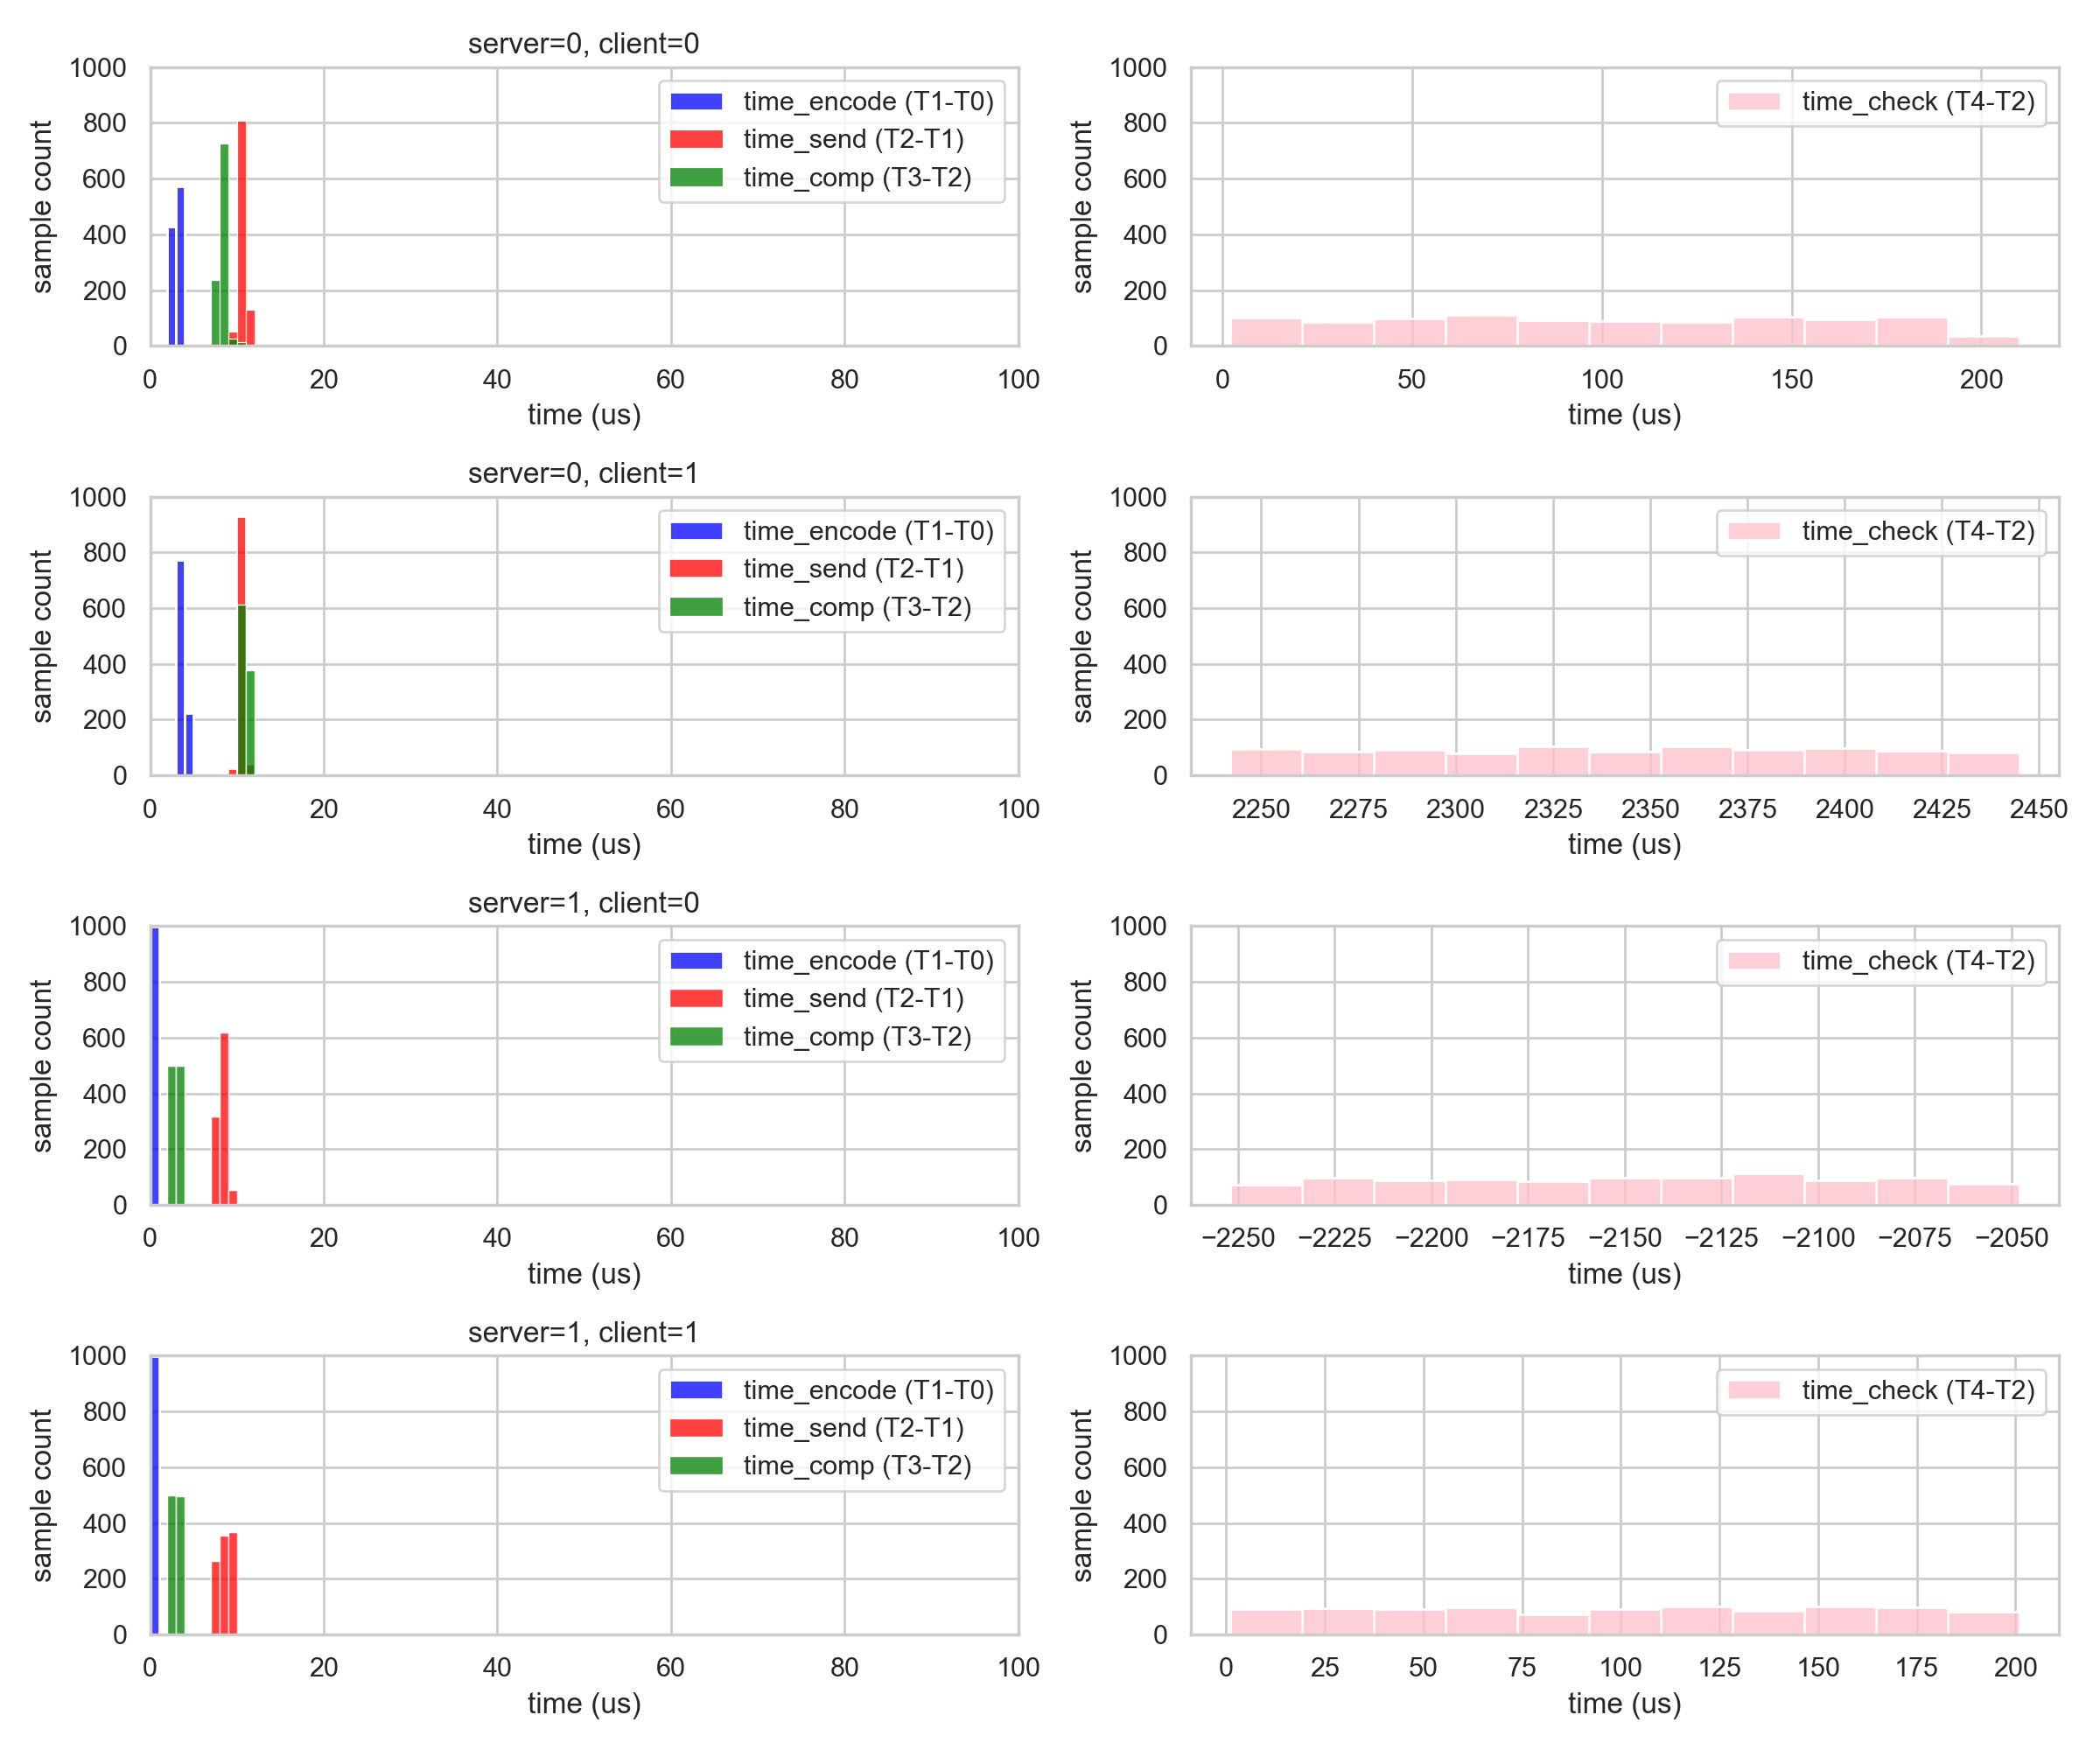 server=0, client=0
1000
800
600
400
200
0
sample count
time_encode (T1-T0)
time_send (T2-T1)
time_comp (T3-T2)
0 20 40 60 80 100
time (us)
1000
800
600
400
200
0
sample count
time_check (T4-T2)
0 50 100 150 200
time (us)
server=0, client=1
1000
800
600
400
200
0
sample count
time_encode (T1-T0)
time_send (T2-T1)
time_comp (T3-T2)
0 20 40 60 80 100
time (us)
1000
800
600
400
200
0
sample count
time_check (T4-T2)
2250 2275 2300 2325 2350 2375 2400 2425 2450
time (us)
server=1, client=0
1000
800
600
400
200
0
sample count
time_encode (T1-T0)
time_send (T2-T1)
time_comp (T3-T2)
0 20 40 60 80 100
time (us)
1000
800
600
400
200
0
sample count
time_check (T4-T2)
−2250 −2225 −2200 −2175 −2150 −2125 −2100 −2075 −2050
time (us)
server=1, client=1
1000
800
600
400
200
0
sample count
time_encode (T1-T0)
time_send (T2-T1)
time_comp (T3-T2)
0 20 40 60 80 100
time (us)
1000
800
600
400
200
0
sample count
time_check (T4-T2)
0 25 50 75 100 125 150 175 200
time (us)